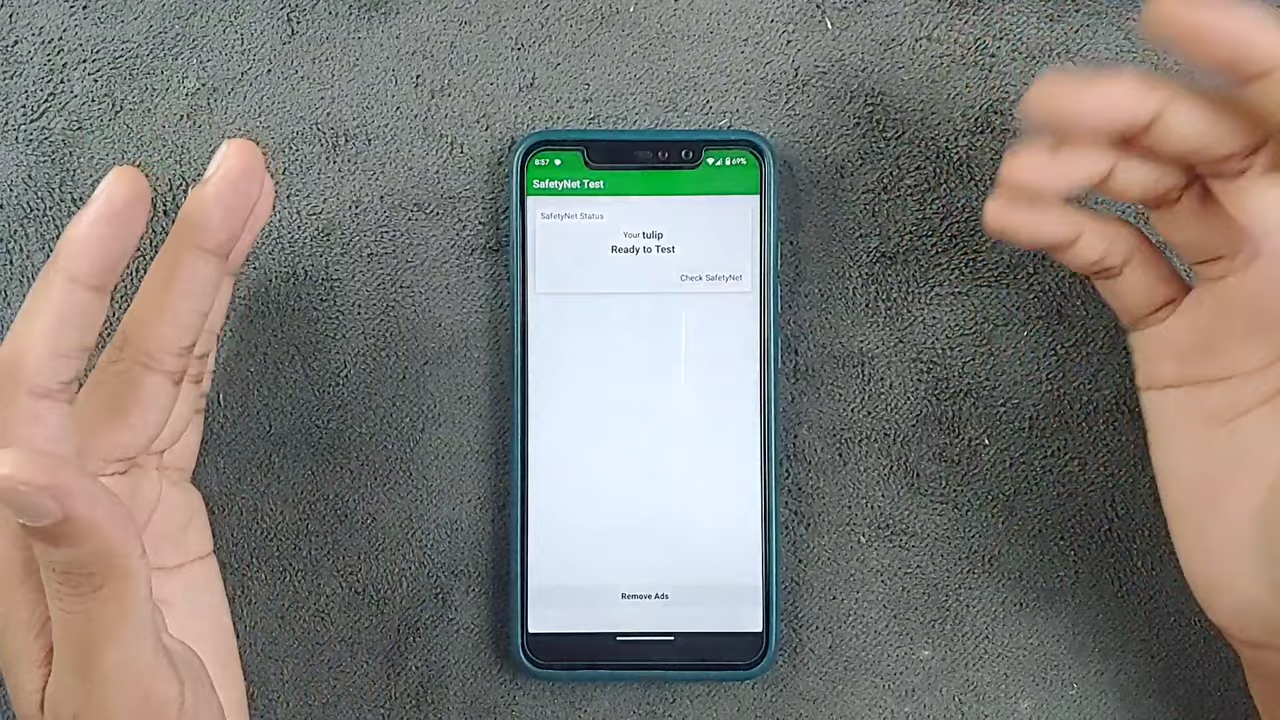 8:57
69%
SafetyNet Test
SafetyNet Status
Your tulip
Ready to Test
Check SafetyNet
Remove Ads